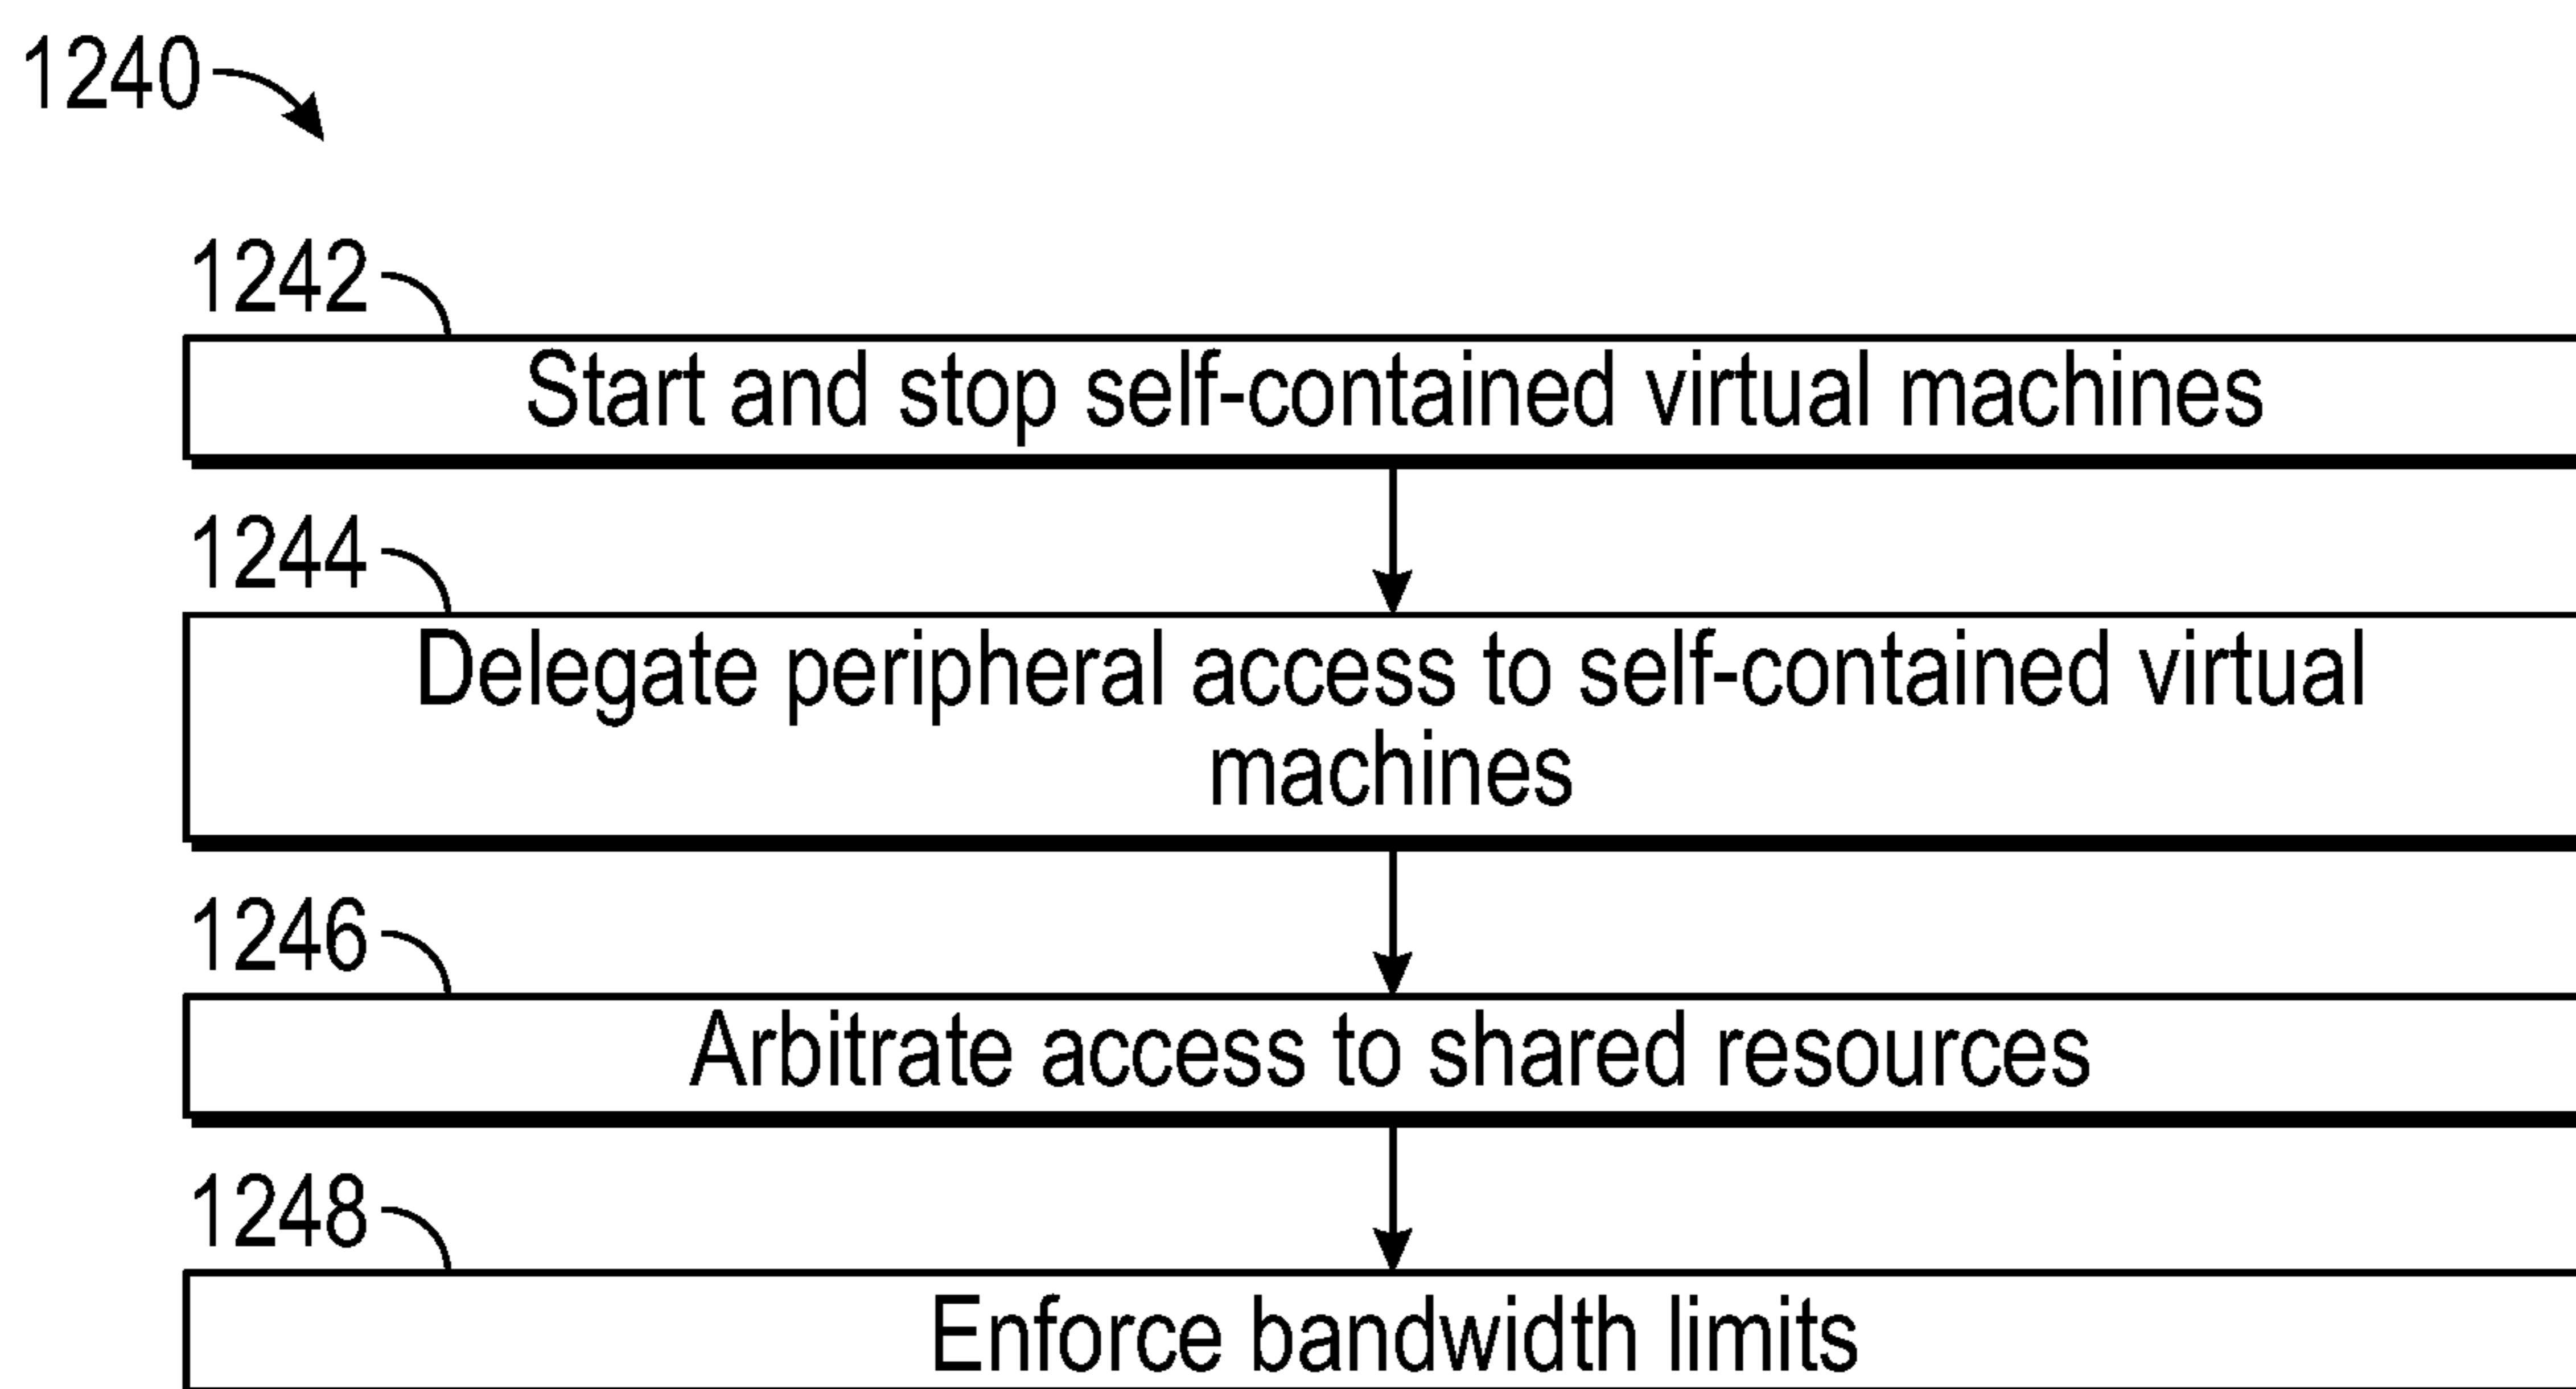 1240
1242
Start and stop self-contained virtual machines
1244
Delegate peripheral access to self-contained virtual
machines
1246
Arbitrate access to shared resources
1248
Enforce bandwidth limits